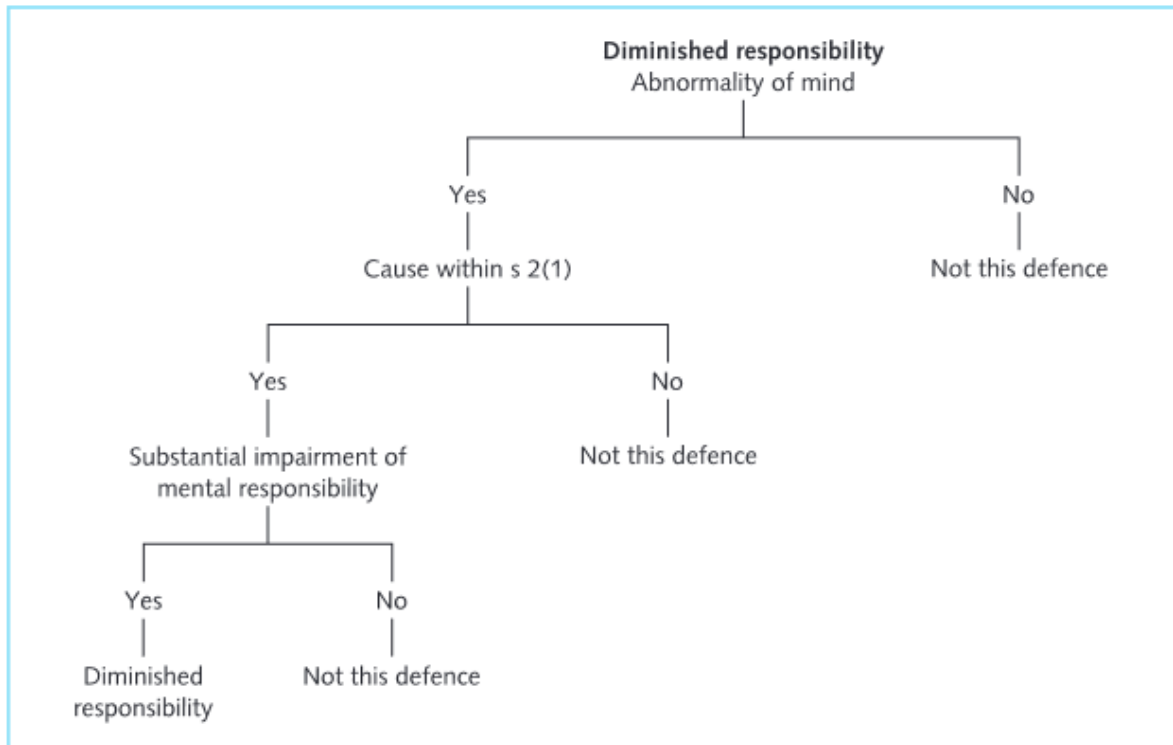 Diminished responsibility
Abnormality of mind
Yes
No
Cause within s 2(1)
Not this defence
Yes
No
Substantial impairment of
mental responsibility
Not this defence
Yes
No
Diminished
responsibility
Not this defence